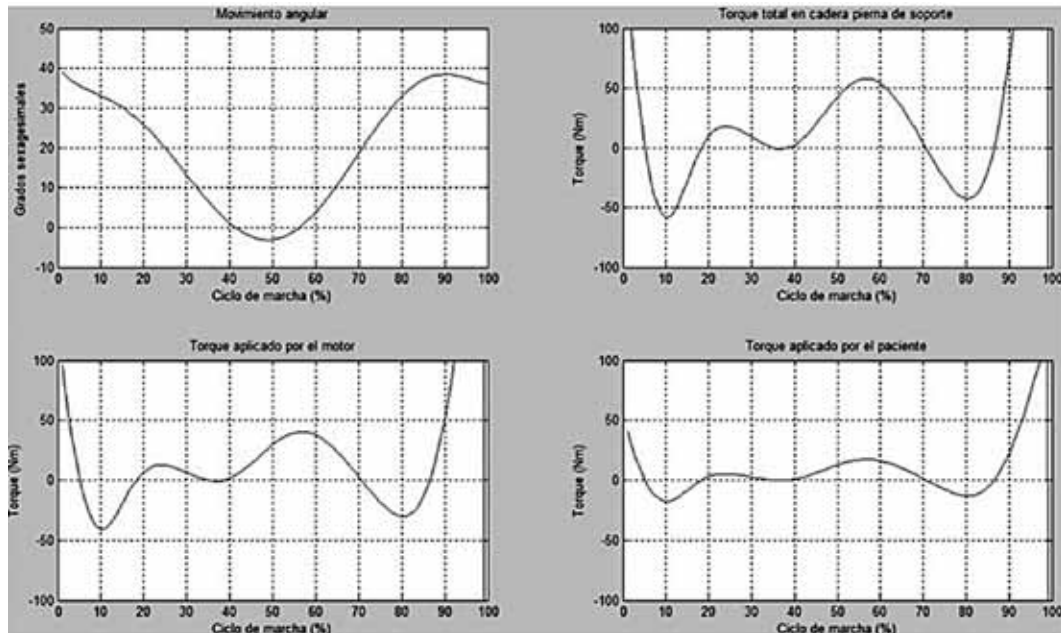 Movimiento angular
50
40
30
20
10
0
-10
Grados sexagesimales
0 10 20 30 40 50 60 70 80 90 100
Ciclo de marcha (%)
Torque total en cadera pierna de soporte
100
50
0
-50
-100
Torque (Nm)
0 10 20 30 40 50 60 70 80 90 100
Ciclo de marcha (%)
Torque aplicado por el motor
100
50
0
-50
-100
Torque (Nm)
0 10 20 30 40 50 60 70 80 90 100
Ciclo de marcha (%)
Torque aplicado por el paciente
100
50
0
-50
-100
Torque (Nm)
0 10 20 30 40 50 60 70 80 90 100
Ciclo de marcha (%)